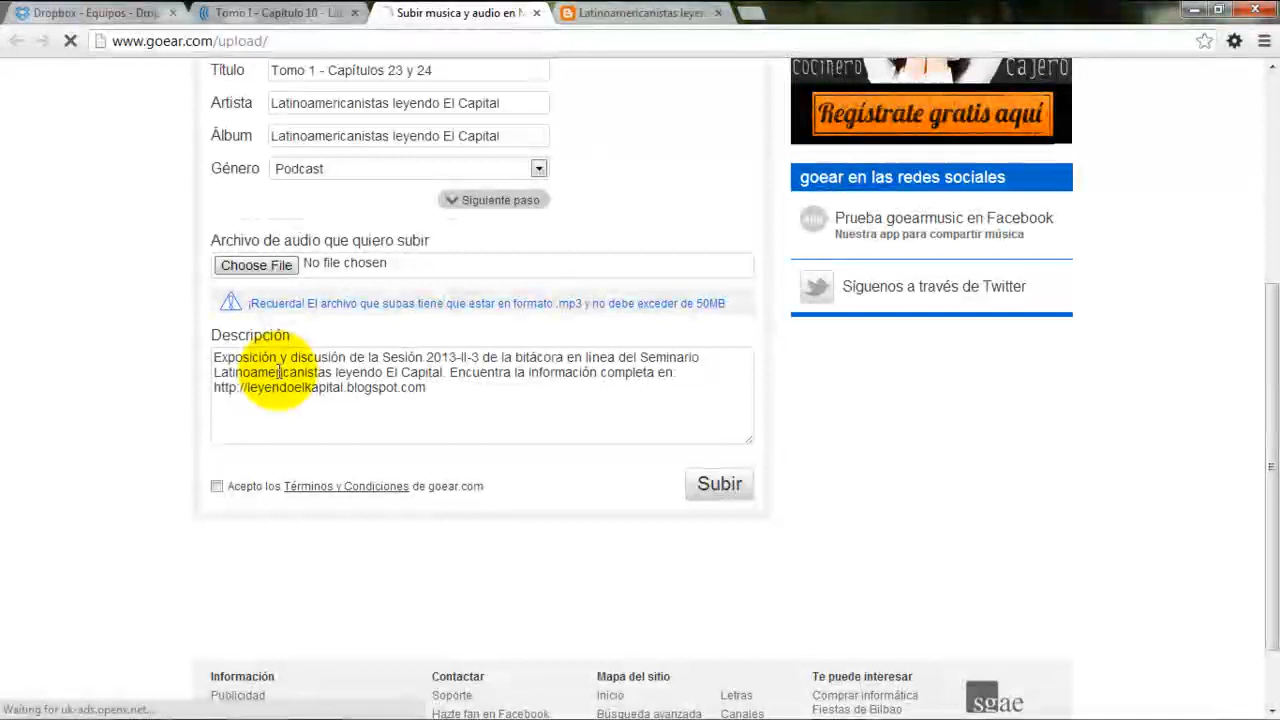 Dropbox - Equipos - Drop
Tomo I - Capítulo 10 - L
Subir musica y audio en M
Latinoamericanistas leyen
www.goear.com/upload/
Título Tomo 1 - Capítulos 23 y 24
Artista Latinoamericanistas leyendo El Capital
Álbum Latinoamericanistas leyendo El Capital
Género Podcast
Siguiente paso
Archivo de audio que quiero subir
Choose File No file chosen
¡Recuerda! El archivo que subas tiene que estar en formato .mp3 y no debe exceder de 50MB
Descripción
Exposición y discusión de la Sesión 2013-II-3 de la bitácora en línea del Seminario
Latinoamericanistas leyendo El Capital. Encuentra la información completa en:
http://leyendoelkapital.blogspot.com
Acepto los Términos y Condiciones de goear.com
Subir
cocinero cajero
Regístrate gratis aquí
goear en las redes sociales
Prueba goearmusic en Facebook
Nuestra app para compartir música
Síguenos a través de Twitter
Información Contactar Mapa del sitio Te puede interesar
Publicidad Soporte Inicio Letras Comprar informática
Hazte fan en Facebook Búsqueda avanzada Canales Fiestas de Bilbao
sgae
Waiting for uk-ads.openx.net...